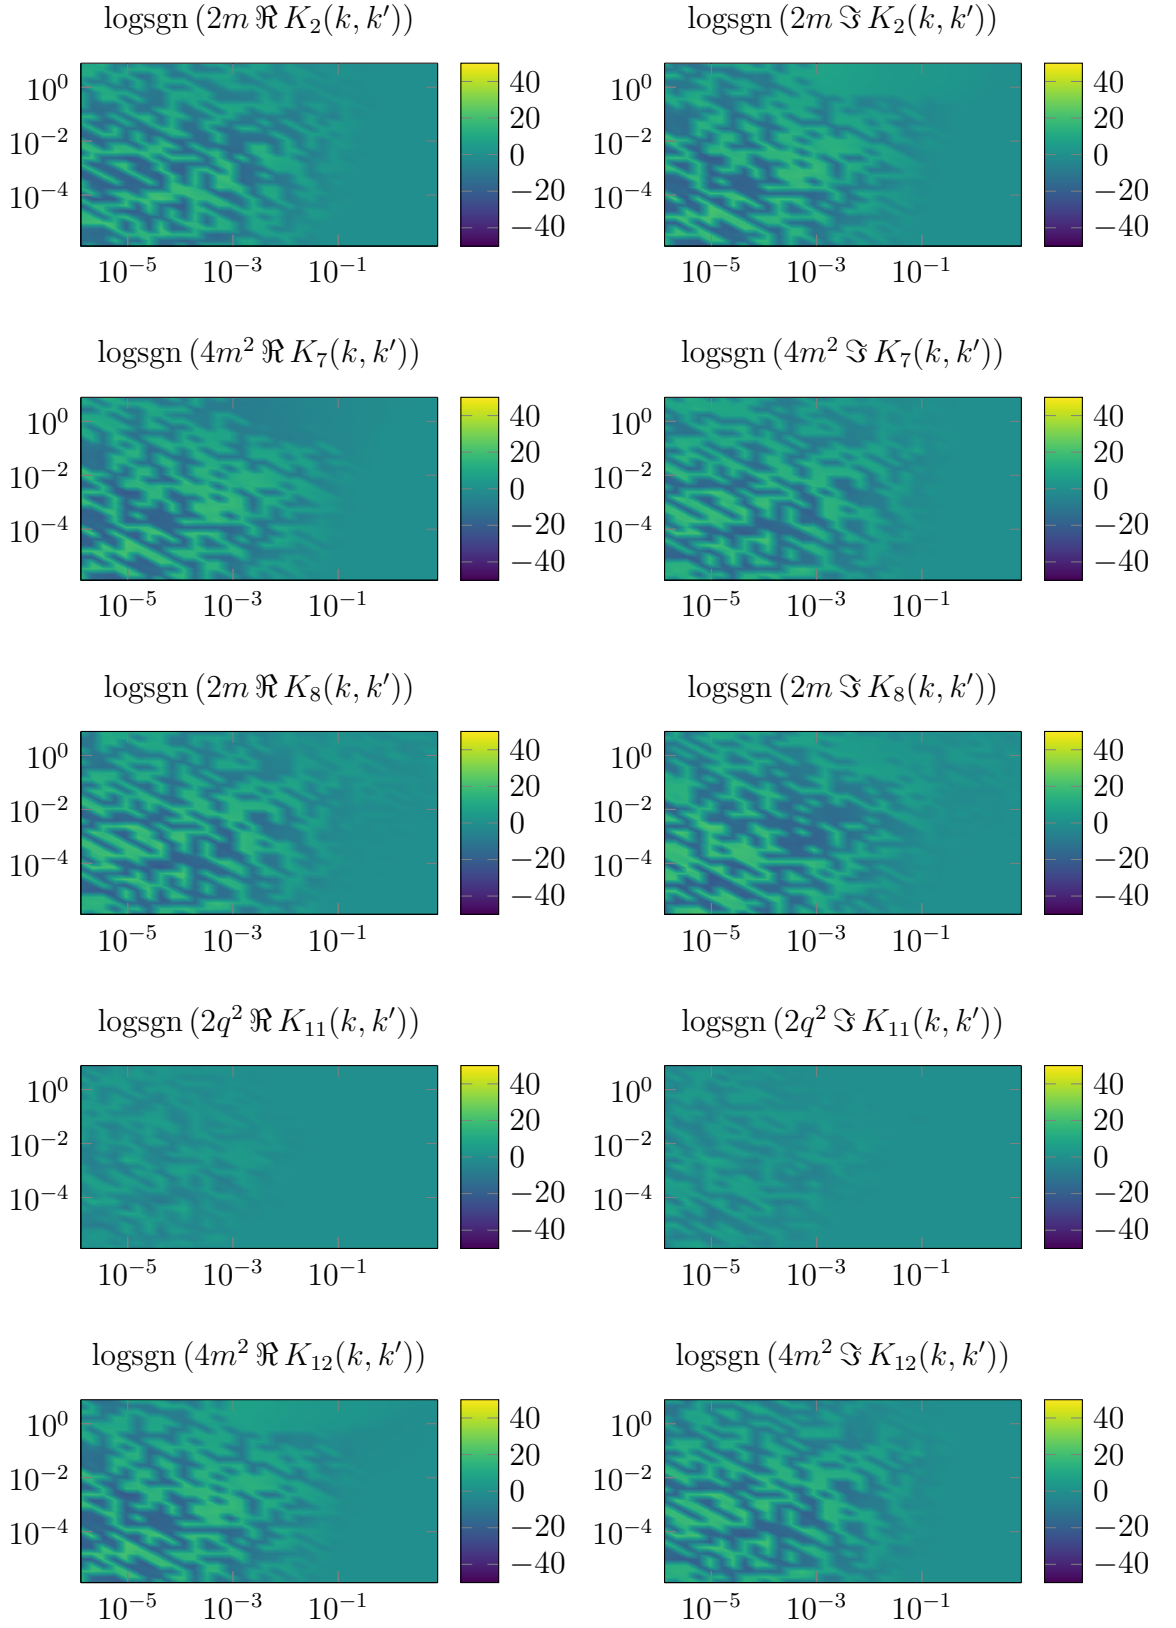 logsgn (2m ℜ K₂(k, k′)) logsgn (2m ℑ K₂(k, k′))
10⁰ 40 10⁰ 40
20 20
10⁻² 0 10⁻² 0
10⁻⁴ −20 10⁻⁴ −20
−40 −40
10⁻⁵ 10⁻³ 10⁻¹ 10⁻⁵ 10⁻³ 10⁻¹
logsgn (4m² ℜ K₇(k, k′)) logsgn (4m² ℑ K₇(k, k′))
10⁰ 40 10⁰ 40
20 20
10⁻² 0 10⁻² 0
10⁻⁴ −20 10⁻⁴ −20
−40 −40
10⁻⁵ 10⁻³ 10⁻¹ 10⁻⁵ 10⁻³ 10⁻¹
logsgn (2m ℜ K₈(k, k′)) logsgn (2m ℑ K₈(k, k′))
10⁰ 40 10⁰ 40
20 20
10⁻² 0 10⁻² 0
10⁻⁴ −20 10⁻⁴ −20
−40 −40
10⁻⁵ 10⁻³ 10⁻¹ 10⁻⁵ 10⁻³ 10⁻¹
logsgn (2q² ℜ K₁₁(k, k′)) logsgn (2q² ℑ K₁₁(k, k′))
10⁰ 40 10⁰ 40
20 20
10⁻² 0 10⁻² 0
10⁻⁴ −20 10⁻⁴ −20
−40 −40
10⁻⁵ 10⁻³ 10⁻¹ 10⁻⁵ 10⁻³ 10⁻¹
logsgn (4m² ℜ K₁₂(k, k′)) logsgn (4m² ℑ K₁₂(k, k′))
10⁰ 40 10⁰ 40
20 20
10⁻² 0 10⁻² 0
10⁻⁴ −20 10⁻⁴ −20
−40 −40
10⁻⁵ 10⁻³ 10⁻¹ 10⁻⁵ 10⁻³ 10⁻¹